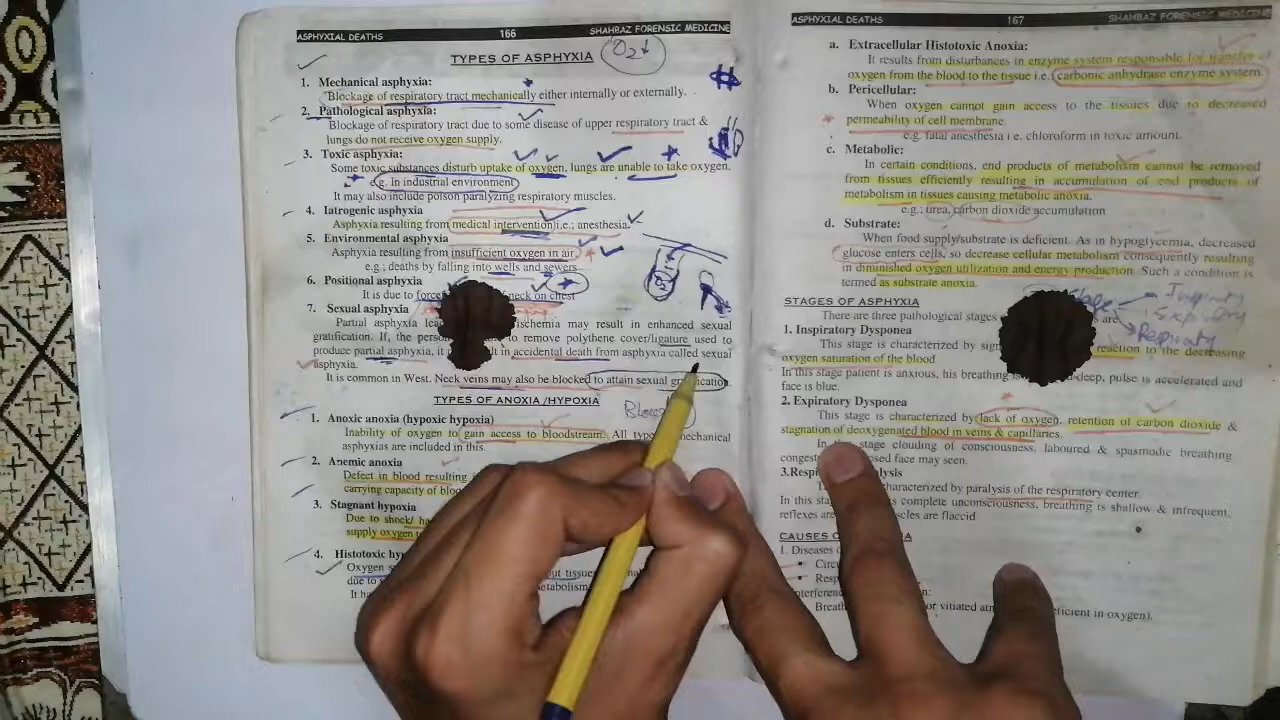 ASPHYXIAL DEATHS 166 SHAHBAZ FORENSIC MEDICINE
TYPES OF ASPHYXIA
O2↓
1. Mechanical asphyxia:
Blockage of respiratory tract mechanically either internally or externally.
2. Pathological asphyxia:
Blockage of respiratory tract due to some disease of upper respiratory tract &
lungs do not receive oxygen supply.
3. Toxic asphyxia:
Some toxic substances disturb uptake of oxygen, lungs are unable to take oxygen.
e.g. In industrial environment
It may also include poison paralyzing respiratory muscles.
4. Iatrogenic asphyxia
Asphyxia resulting from medical intervention i.e.; anesthesia.
5. Environmental asphyxia
Asphyxia resulting from insufficient oxygen in air.
e.g.; deaths by falling into wells and sewers
6. Positional asphyxia
It is due to neck on chest
7. Sexual asphyxia
Partial asphyxia ischemia may result in enhanced sexual
gratification. If, the to remove polythene cover/ligature used to
produce partial asphyxia, it in accidental death from asphyxia called sexual
asphyxia.
It is common in West. Neck veins may also be blocked to attain sexual gratification.
TYPES OF ANOXIA /HYPOXIA
1. Anoxic anoxia (hypoxic hypoxia)
Inability of oxygen to gain access to bloodstream. All mechanical
asphyxias are included in this.
2. Anemic anoxia
Defect in blood resulting
carrying capacity of
3. Stagnant hypoxia
Due to shock/
supply oxygen
4. Histotoxic
Oxygen
due to
It
ASPHYXIAL DEATHS 167 SHAHBAZ FORENSIC MEDICINE
a. Extracellular Histotoxic Anoxia:
It results from disturbances in enzyme system responsible for transfer of
oxygen from the blood to the tissue i.e. carbonic anhydrase enzyme system.
b. Pericellular:
When oxygen cannot gain access to the tissues due to decreased
permeability of cell membrane.
e.g. fatal anesthesia i.e. chloroform in toxic amount.
c. Metabolic:
In certain conditions, end products of metabolism cannot be removed
from tissues efficiently resulting in accumulation of end products of
metabolism in tissues causing metabolic anoxia.
e.g.; urea, carbon dioxide accumulation
d. Substrate:
When food supply/substrate is deficient. As in hypoglycemia, decreased
glucose enters cells, so decrease cellular metabolism consequently resulting
in diminished oxygen utilization and energy production. Such a condition is
termed as substrate anoxia.
STAGES OF ASPHYXIA
There are three pathological stages are
1. Inspiratory Dysponea
This stage is characterized by reaction to the decreasing
oxygen saturation of the blood
In this stage patient is anxious, his breathing is deep, pulse is accelerated and
face is blue.
2. Expiratory Dysponea
This stage is characterized by lack of oxygen, retention of carbon dioxide &
stagnation of deoxygenated blood in veins & capillaries.
In stage clouding of consciousness, laboured & spasmodic breathing
face may seen.
3.
characterized by paralysis of the respiratory center
In this complete unconsciousness, breathing is shallow & infrequent,
reflexes are are flaccid
CAUSES
1. Diseases
or vitiated deficient in oxygen).